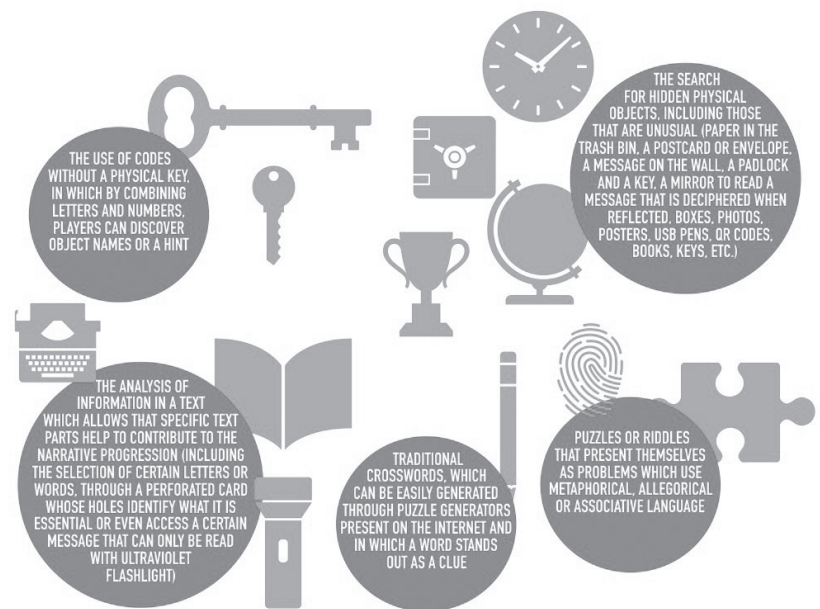 THE USE OF CODES
WITHOUT A PHYSICAL KEY,
IN WHICH BY COMBINING
LETTERS AND NUMBERS,
PLAYERS CAN DISCOVER
OBJECT NAMES OR A HINT
THE SEARCH
FOR HIDDEN PHYSICAL
OBJECTS, INCLUDING THOSE
THAT ARE UNUSUAL (PAPER IN THE
TRASH BIN, A POSTCARD OR ENVELOPE,
A MESSAGE ON THE WALL, A PADLOCK
AND A KEY, A MIRROR TO READ A
MESSAGE THAT IS DECIPHERED WHEN
REFLECTED, BOXES, PHOTOS,
POSTERS, USB PENS, QR CODES,
BOOKS, KEYS, ETC.)
THE ANALYSIS OF
INFORMATION IN A TEXT
WHICH ALLOWS THAT SPECIFIC TEXT
PARTS HELP TO CONTRIBUTE TO THE
NARRATIVE PROGRESSION (INCLUDING
THE SELECTION OF CERTAIN LETTERS OR
WORDS, THROUGH A PERFORATED CARD
WHOSE HOLES IDENTIFY WHAT IT IS
ESSENTIAL OR EVEN ACCESS A CERTAIN
MESSAGE THAT CAN ONLY BE READ
WITH ULTRAVIOLET
FLASHLIGHT)
TRADITIONAL
CROSSWORDS, WHICH
CAN BE EASILY GENERATED
THROUGH PUZZLE GENERATORS
PRESENT ON THE INTERNET AND
IN WHICH A WORD STANDS
OUT AS A CLUE
PUZZLES OR RIDDLES
THAT PRESENT THEMSELVES
AS PROBLEMS WHICH USE
METAPHORICAL, ALLEGORICAL
OR ASSOCIATIVE LANGUAGE